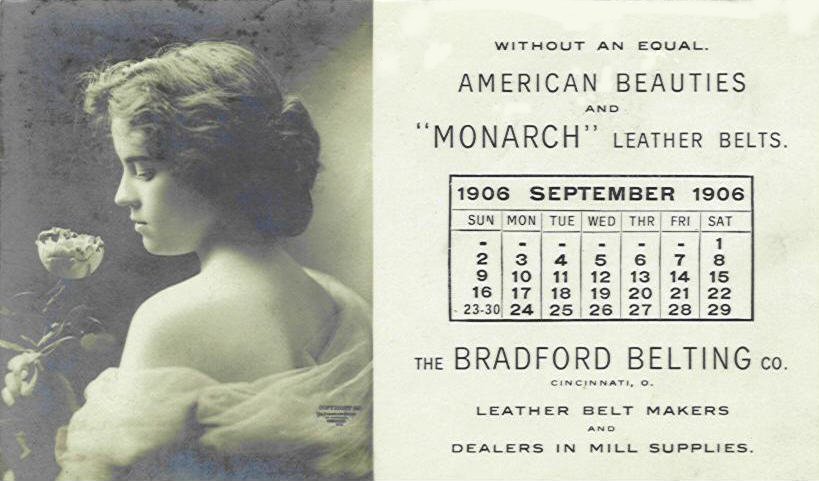 WITHOUT AN EQUAL.
AMERICAN BEAUTIES
AND
"MONARCH" LEATHER BELTS.
1906 SEPTEMBER 1906
SUN MON TUE WED THR FRI SAT
- - - - - - 1
2 3 4 5 6 7 8
9 10 11 12 13 14 15
16 17 18 19 20 21 22
23-30 24 25 26 27 28 29
THE BRADFORD BELTING CO.
CINCINNATI, O.
LEATHER BELT MAKERS
AND
DEALERS IN MILL SUPPLIES.
COPYRIGHT